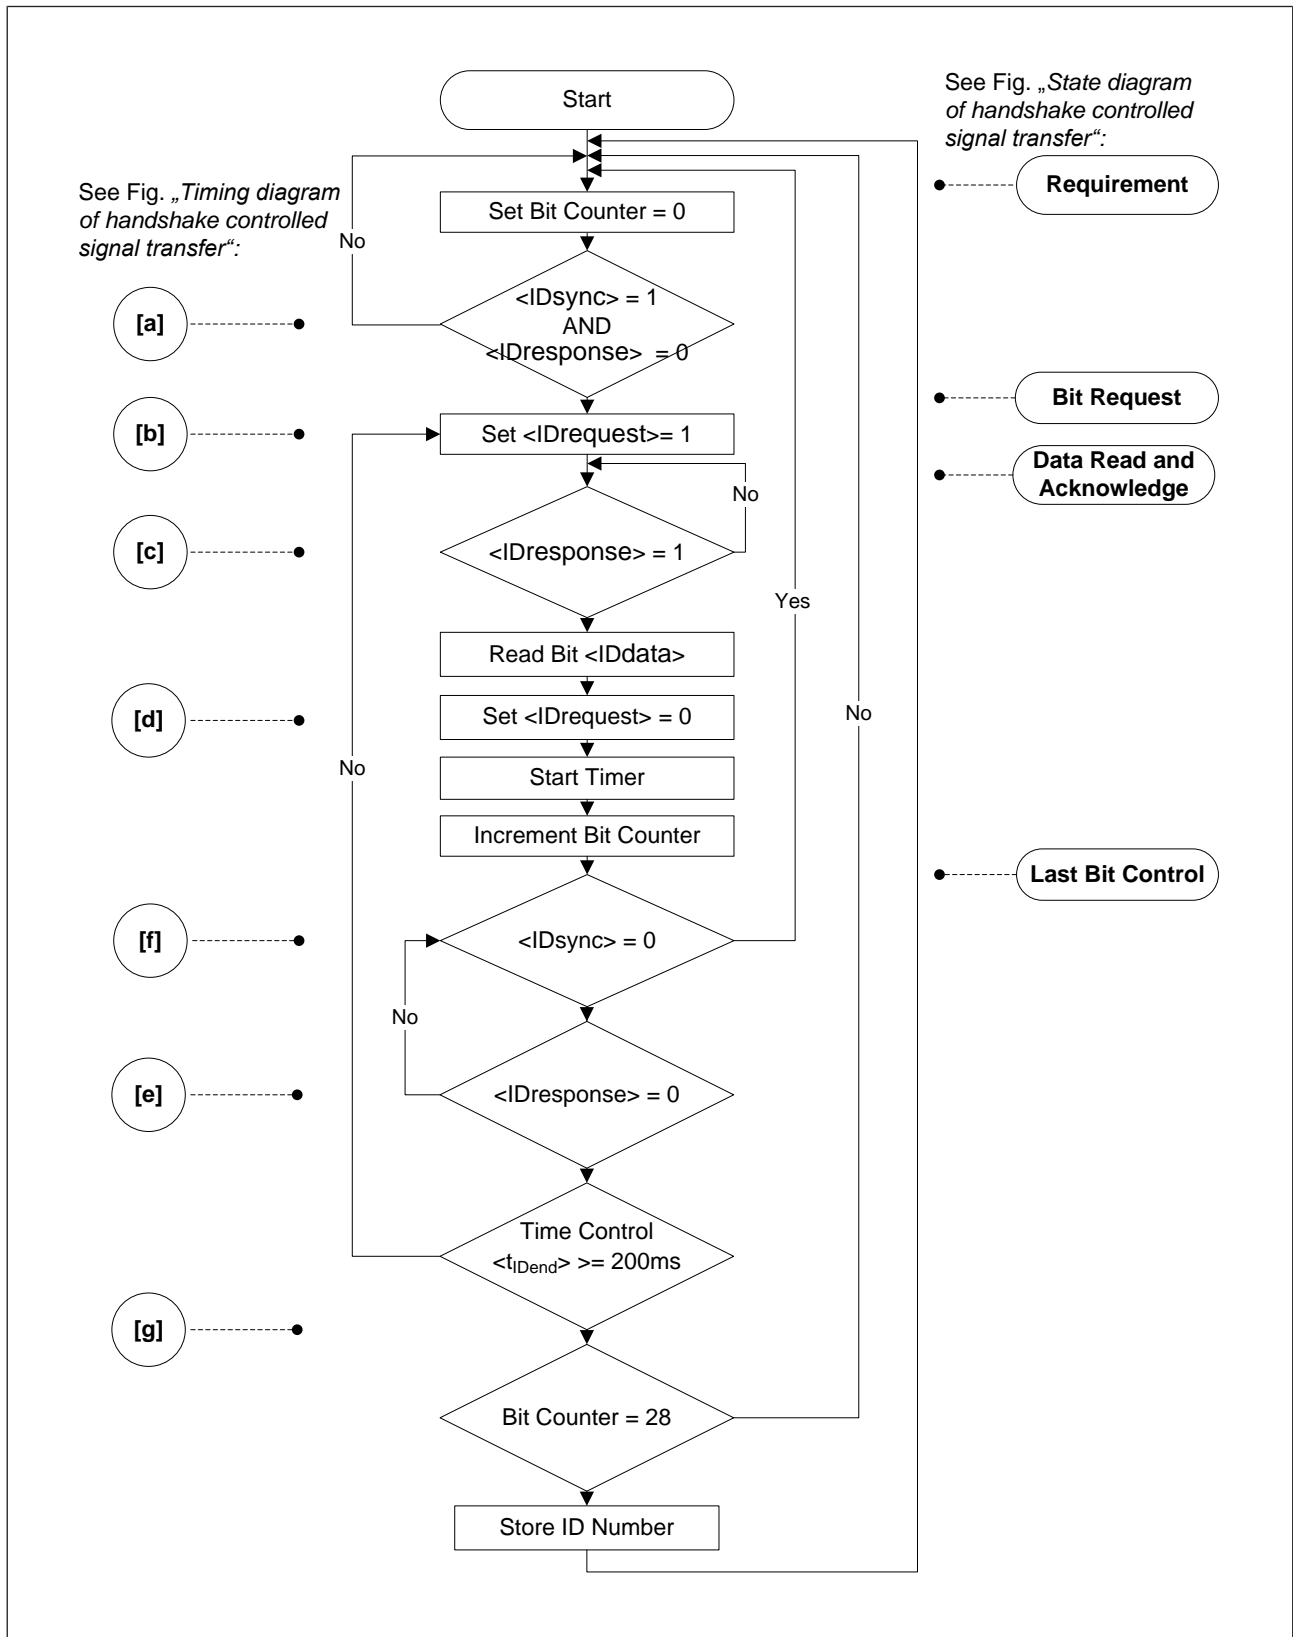 Start
See Fig. „State diagram
of handshake controlled
signal transfer“:
See Fig. „Timing diagram
of handshake controlled
signal transfer“:
Requirement
Set Bit Counter = 0
No
[a]
<IDsync> = 1
AND
<IDresponse> = 0
Bit Request
[b]
Set <IDrequest>= 1
Data Read and
Acknowledge
No
[c]
<IDresponse> = 1
Yes
Read Bit <IDdata>
[d]
Set <IDrequest> = 0
No
No
Start Timer
Increment Bit Counter
Last Bit Control
[f]
<IDsync> = 0
No
[e]
<IDresponse> = 0
Time Control
<tIDend> >= 200ms
[g]
Bit Counter = 28
Store ID Number